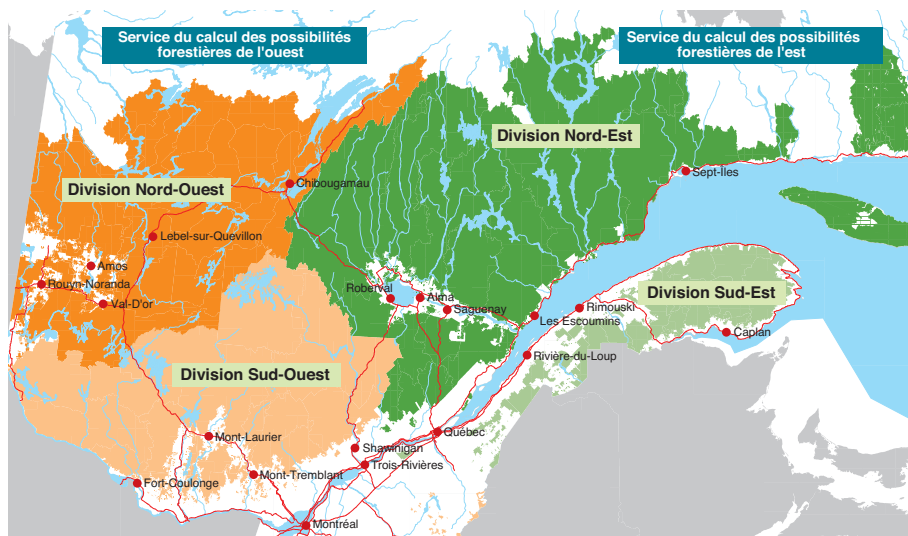 Service du calcul des possibilités
forestières de l'ouest
Service du calcul des possibilités
forestières de l'est
Division Nord-Est
Sept-Iles
Chibougamau
Division Nord-Ouest
Lebel-sur-Quevillon
Amos
Rouyn-Noranda
Val-D'or
Roberval
Alma
Saguenay
Les Escoumins
Rimouski
Division Sud-Est
Caplan
Rivière-du-Loup
Division Sud-Ouest
Mont-Laurier
Québec
Shawinigan
Trois-Rivières
Mont-Tremblant
Fort-Coulonge
Montréal